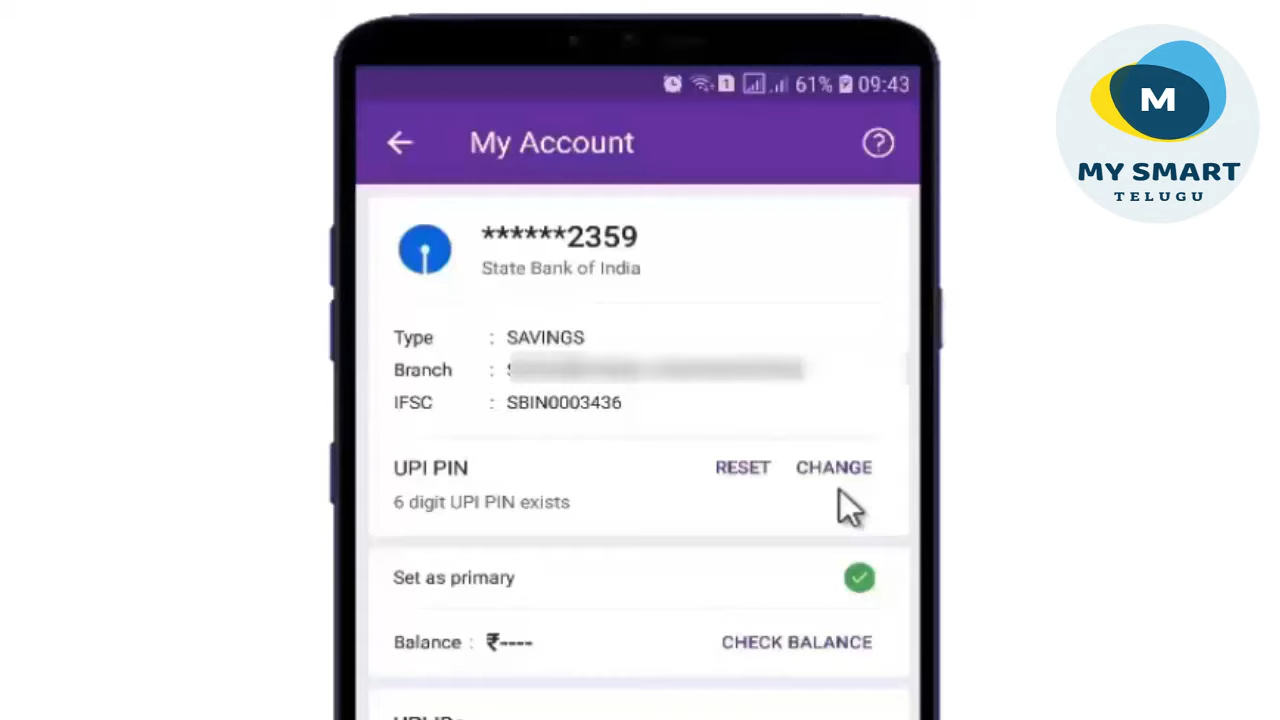 61% 09:43
My Account
M
MY SMART
TELUGU
******2359
State Bank of India
Type : SAVINGS
Branch :
IFSC : SBIN0003436
UPI PIN RESET CHANGE
6 digit UPI PIN exists
Set as primary
Balance : ₹----
CHECK BALANCE